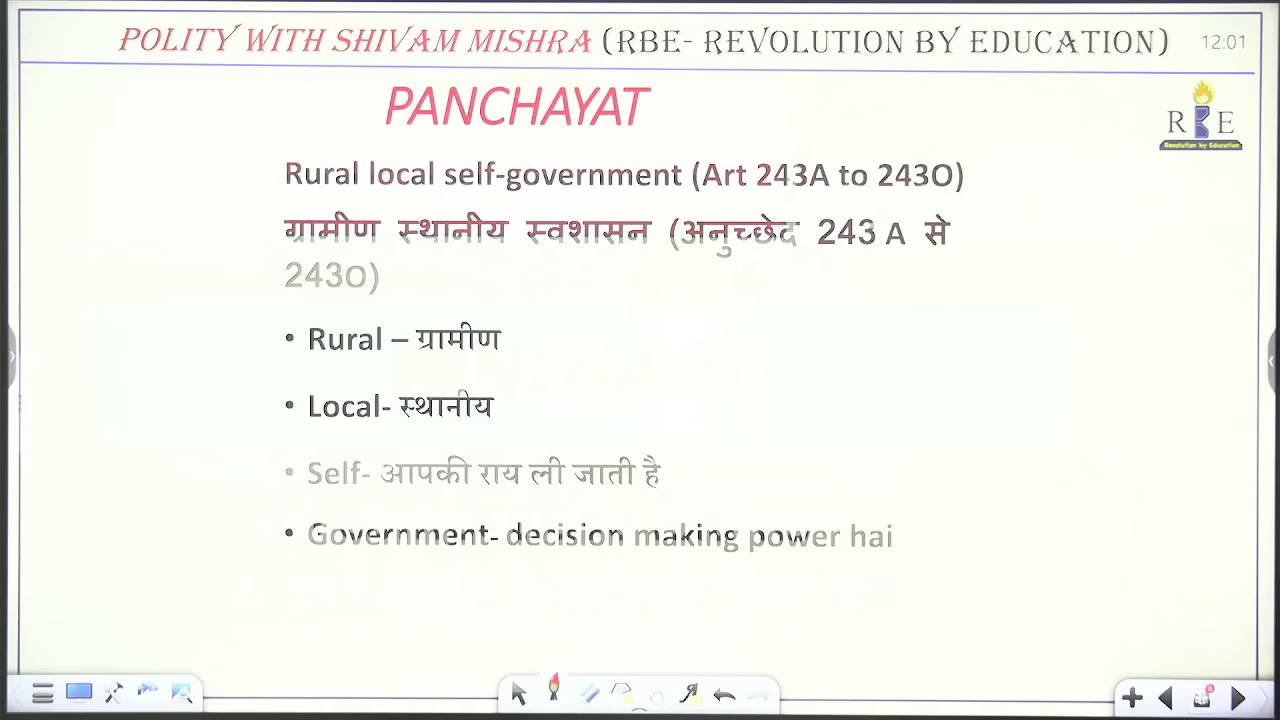 POLITY WITH SHIVAM MISHRA (RBE- REVOLUTION BY EDUCATION)
12:01
PANCHAYAT
R B E
Revolution by Education
Rural local self-government (Art 243A to 243O)
ग्रामीण स्थानीय स्वशासन (अनुच्छेद 243 A से
243O)
• Rural – ग्रामीण
• Local- स्थानीय
• Self- आपकी राय ली जाती है
• Government- decision making power hai